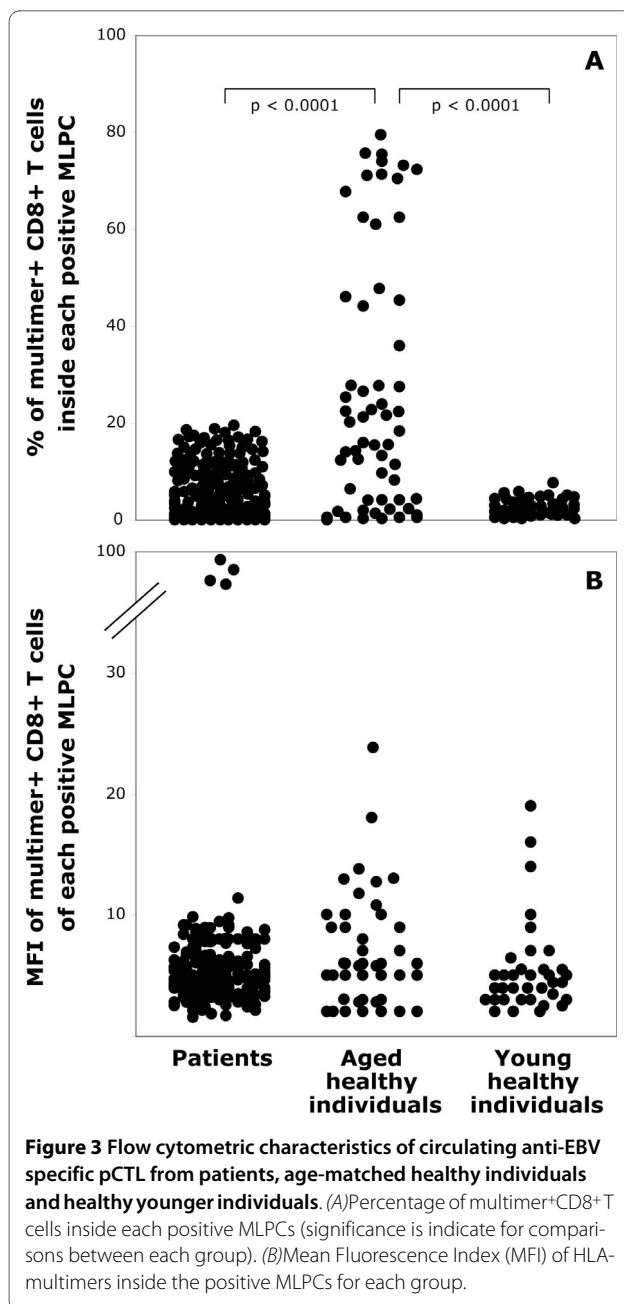 100
A
p < 0.0001
p < 0.0001
80
60
40
20
0
% of multimer+ CD8+ T cells
inside each positive MLPC
100
B
30
20
10
MFI of multimer+ CD8+ T cells
of each positive MLPC
Patients
Aged
healthy
individuals
Young
healthy
individuals
Figure 3 Flow cytometric characteristics of circulating anti-EBV
specific pCTL from patients, age-matched healthy individuals
and healthy younger individuals. (A)Percentage of multimer+CD8+ T
cells inside each positive MLPCs (significance is indicate for compari-
sons between each group). (B)Mean Fluorescence Index (MFI) of HLA-
multimers inside the positive MLPCs for each group.